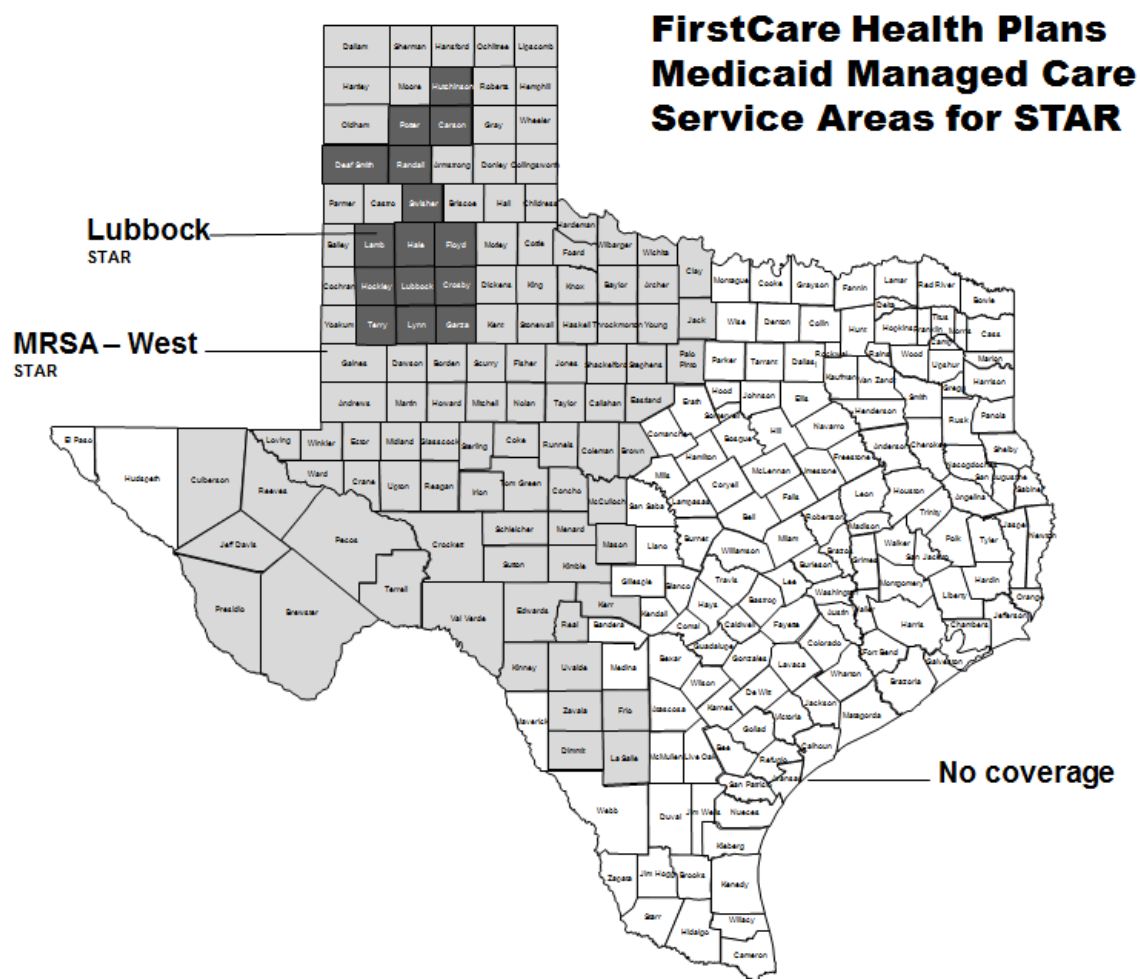 FirstCare Health Plans
Medicaid Managed Care
Service Areas for STAR
Dallam Sherman Hansford Ochiltree Lipscomb
Hartley Moore Hutchinson Roberts Hemphill
Oldham Potter Carson Gray Wheeler
Deaf Smith Randall Armstrong Donley Collingsworth
Parmer Castro Swisher Briscoe Hall Childress
Lubbock
STAR
Hardeman
Bailey Lamb Hale Floyd Motley Cottle Foard Wilbarger Wichita
Clay Montague Cooke Grayson Fannin Lamar Red River Bowie
Cochran Hockley Lubbock Crosby Dickens King Knox Baylor Archer
Delta Titus Hopkins Franklin Morris Cass
Yoakum Terry Lynn Garza Kent Stonewall Haskell Throckmorton Young Jack Wise Denton Collin Hunt
Camp
MRSA – West
STAR
Gaines Dawson Borden Scurry Fisher Jones Shackelford Stephens Palo Pinto Parker Tarrant Dallas Rockwall Rains Wood Upshur Marion
Kaufman Van Zandt Gregg Harrison
Andrews Martin Howard Mitchell Nolan Taylor Callahan Eastland Erath Hood Johnson Ellis
Somervell Henderson Smith Rusk Panola
El Paso Loving Winkler Ector Midland Glasscock Sterling Coke Runnels Coleman Brown Comanche Bosque Hill Navarro
Hamilton Freestone Anderson Cherokee Nacogdoches Shelby
Hudspeth Culberson Reeves Ward Crane Upton Reagan Irion Tom Green Concho McCulloch San Saba Mills Lampasas Coryell McLennan Limestone Falls Leon Houston Angelina San Augustine Sabine
Jeff Davis Pecos Crockett Schleicher Menard Mason Llano Burnet Bell Milam Robertson Madison Trinity Polk Tyler Jasper Newton
Terrell Sutton Kimble Gillespie Blanco Williamson Burleson Brazos Grimes Walker San Jacinto Hardin
Presidio Brewster Val Verde Edwards Real Kerr Bandera Kendall Comal Hays Travis Bastrop Lee Washington Austin Waller Montgomery Liberty Orange Jefferson
Caldwell Fayette Harris Chambers
Kinney Uvalde Medina Bexar Guadalupe Gonzales Lavaca Colorado Fort Bend Galveston
Wilson Wharton Brazoria
Maverick Zavala Frio Atascosa Karnes De Witt Jackson Matagorda
Goliad Victoria
Dimmit La Salle McMullen Live Oak Bee Refugio Calhoun
San Patricio Aransas
No coverage
Webb Duval Jim Wells Nueces
Kleberg
Zapata Jim Hogg Brooks Kenedy
Starr Hidalgo Willacy
Cameron